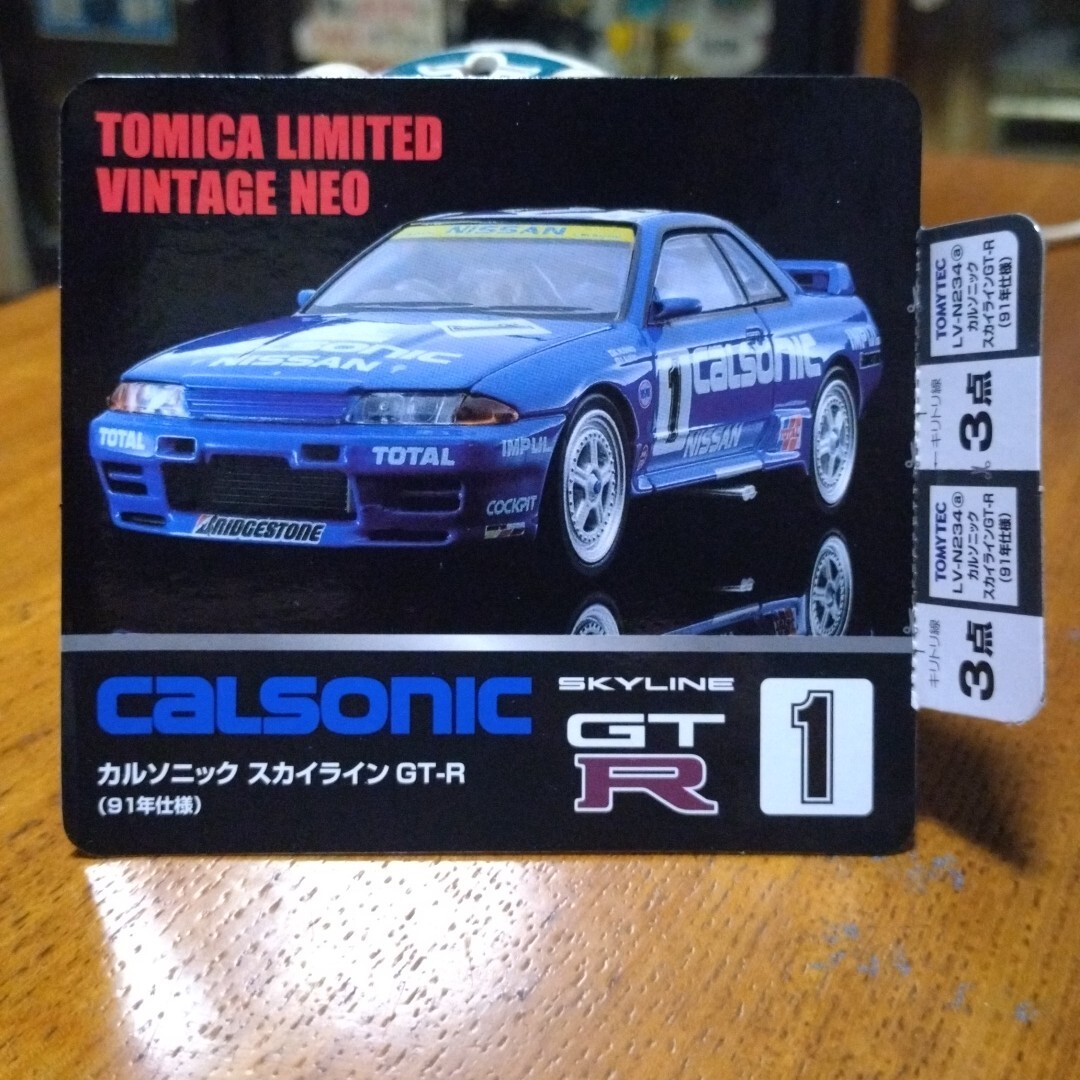 TOMICA LIMITED
VINTAGE NEO
NISSAN
SONIC
NISSAN
TOTAL
TOTAL
IMPUL
COCKPIT
BRIDGESTONE
1
CALSONIC
NISSAN
IMPUL
CALSONIC
カルソニック スカイライン GT-R
(91年仕様)
SKYLINE
GT
R
1
TOMYTEC
LV-N234ⓐ
カルソニック
スカイラインGT-R
(91年仕様)
キリトリ線
3点
TOMYTEC
LV-N234ⓐ
カルソニック
スカイラインGT-R
(91年仕様)
キリトリ線
3点